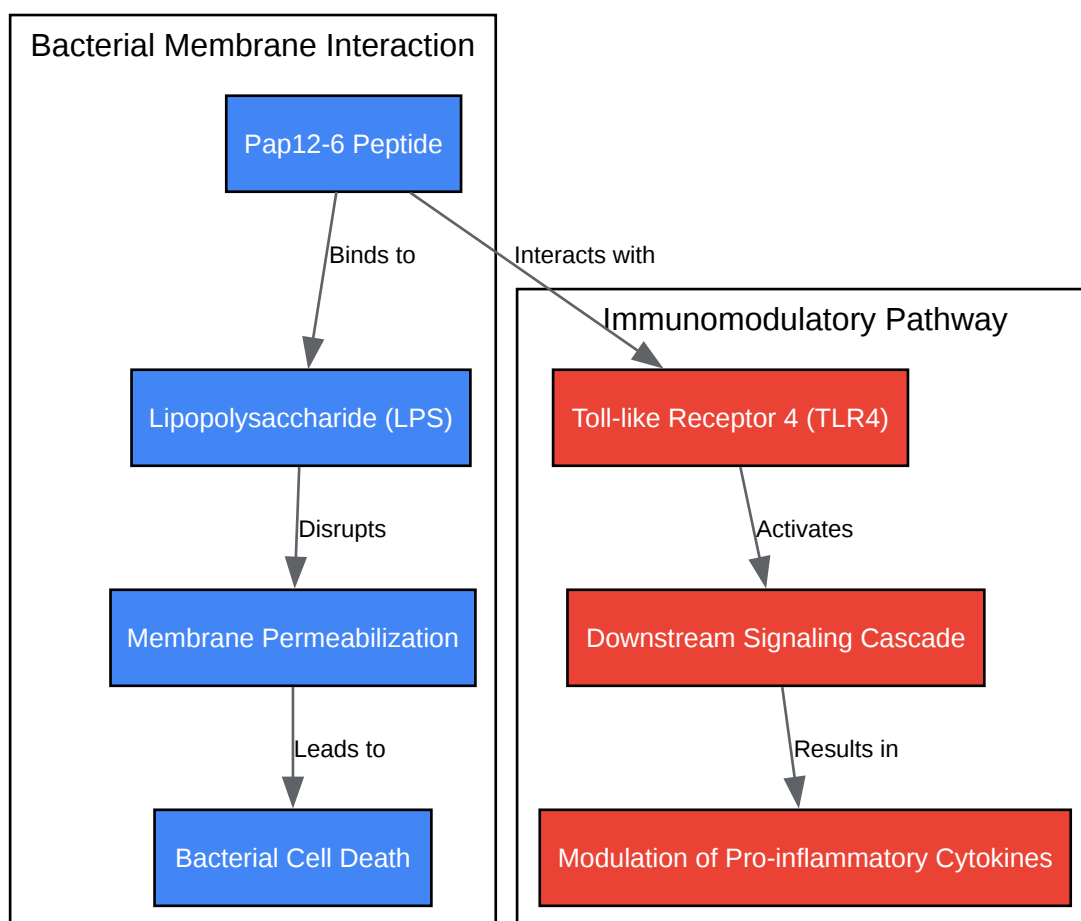 Bacterial Membrane Interaction
Pap12-6 Peptide
Binds to
Interacts with
Immunomodulatory Pathway
Lipopolysaccharide (LPS)
Toll-like Receptor 4 (TLR4)
Disrupts
Activates
Membrane Permeabilization
Downstream Signaling Cascade
Leads to
Results in
Bacterial Cell Death
Modulation of Pro-inflammatory Cytokines